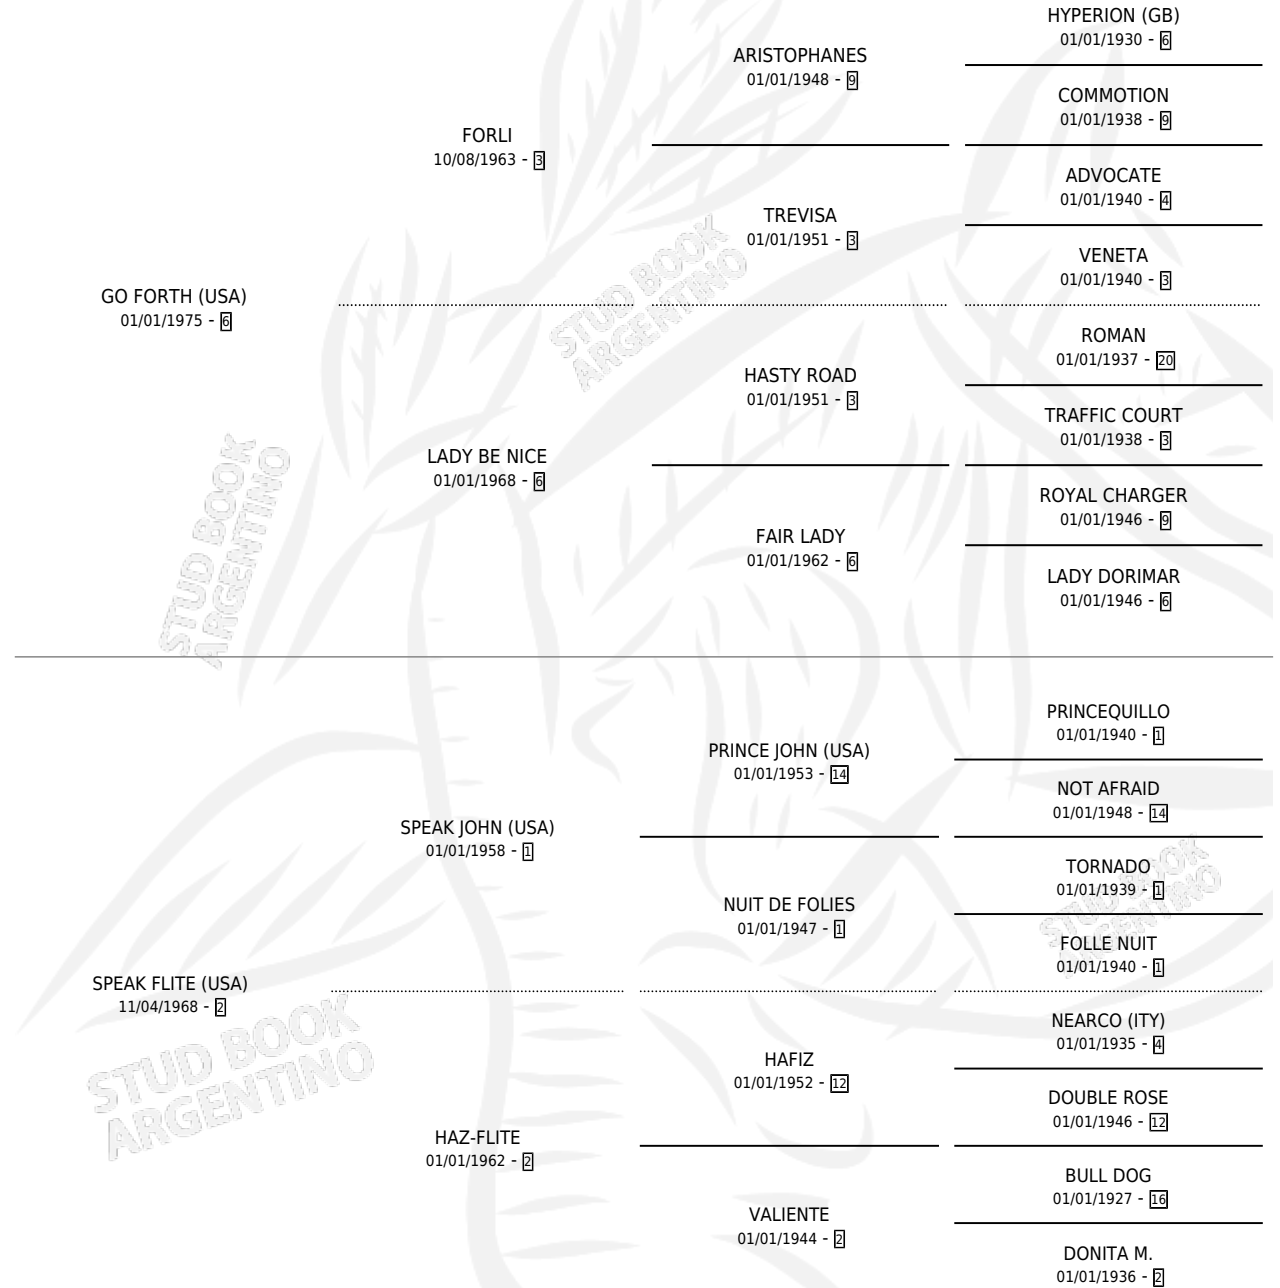 HYPERION (GB)
01/01/1930 - 6
ARISTOPHANES
01/01/1948 - 9
COMMOTION
01/01/1938 - 9
FORLI
10/08/1963 - 3
ADVOCATE
01/01/1940 - 4
TREVISA
01/01/1951 - 3
VENETA
01/01/1940 - 3
GO FORTH (USA)
01/01/1975 - 6
ROMAN
01/01/1937 - 20
HASTY ROAD
01/01/1951 - 3
TRAFFIC COURT
01/01/1938 - 3
LADY BE NICE
01/01/1968 - 6
ROYAL CHARGER
01/01/1946 - 9
FAIR LADY
01/01/1962 - 6
LADY DORIMAR
01/01/1946 - 6
STUD BOOK
ARGENTINO
STUD BOOK
ARGENTINO
PRINCEQUILLO
01/01/1940 - 1
PRINCE JOHN (USA)
01/01/1953 - 14
NOT AFRAID
01/01/1948 - 14
SPEAK JOHN (USA)
01/01/1958 - 1
TORNADO
01/01/1939 - 1
NUIT DE FOLIES
01/01/1947 - 1
FOLLE NUIT
01/01/1940 - 1
SPEAK FLITE (USA)
11/04/1968 - 2
NEARCO (ITY)
01/01/1935 - 4
HAFIZ
01/01/1952 - 12
DOUBLE ROSE
01/01/1946 - 12
HAZ-FLITE
01/01/1962 - 2
BULL DOG
01/01/1927 - 16
VALIENTE
01/01/1944 - 2
DONITA M.
01/01/1936 - 2
STUD BOOK
ARGENTINO
STUD BOOK
ARGENTINO